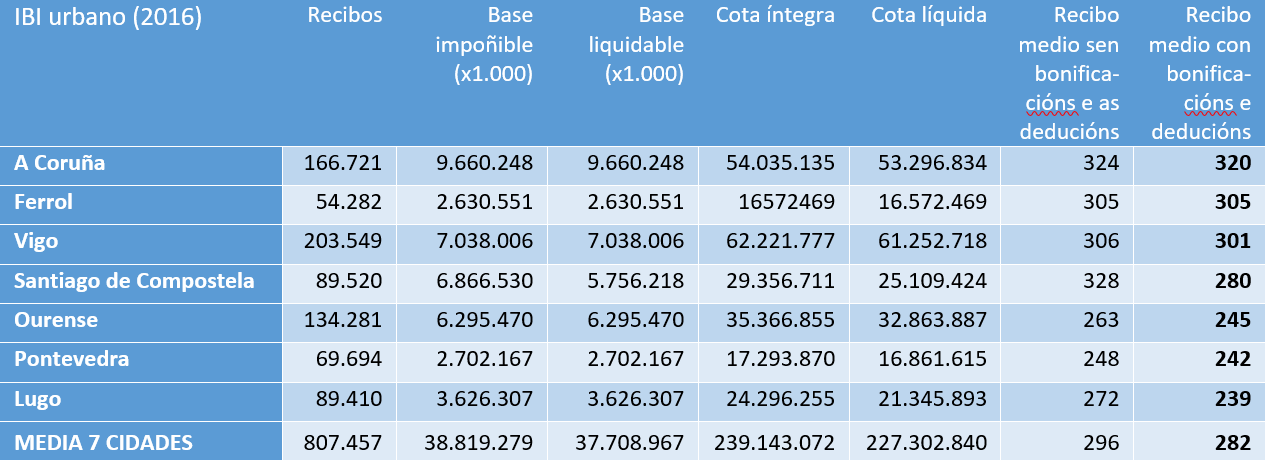 IBI urbano (2016) Recibos Base impoñible (x1.000) Base liquidable (x1.000) Cota íntegra Cota líquida Recibo medio sen bonifica-cións e as deducións Recibo medio con bonifica-cións e deducións
A Coruña 166.721 9.660.248 9.660.248 54.035.135 53.296.834 324 320
Ferrol 54.282 2.630.551 2.630.551 16572469 16.572.469 305 305
Vigo 203.549 7.038.006 7.038.006 62.221.777 61.252.718 306 301
Santiago de Compostela 89.520 6.866.530 5.756.218 29.356.711 25.109.424 328 280
Ourense 134.281 6.295.470 6.295.470 35.366.855 32.863.887 263 245
Pontevedra 69.694 2.702.167 2.702.167 17.293.870 16.861.615 248 242
Lugo 89.410 3.626.307 3.626.307 24.296.255 21.345.893 272 239
MEDIA 7 CIDADES 807.457 38.819.279 37.708.967 239.143.072 227.302.840 296 282